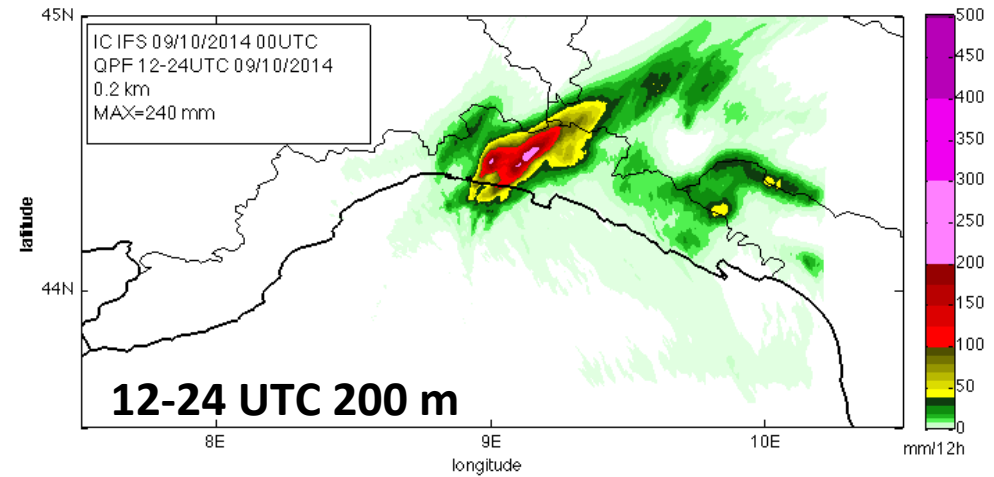 45N
IC IFS 09/10/2014 00UTC
QPF 12-24UTC 09/10/2014
0.2 km
MAX=240 mm
latitude
44N
12-24 UTC 200 m
8E
9E
10E
longitude
500
450
400
350
300
250
200
150
100
50
0
mm/12h